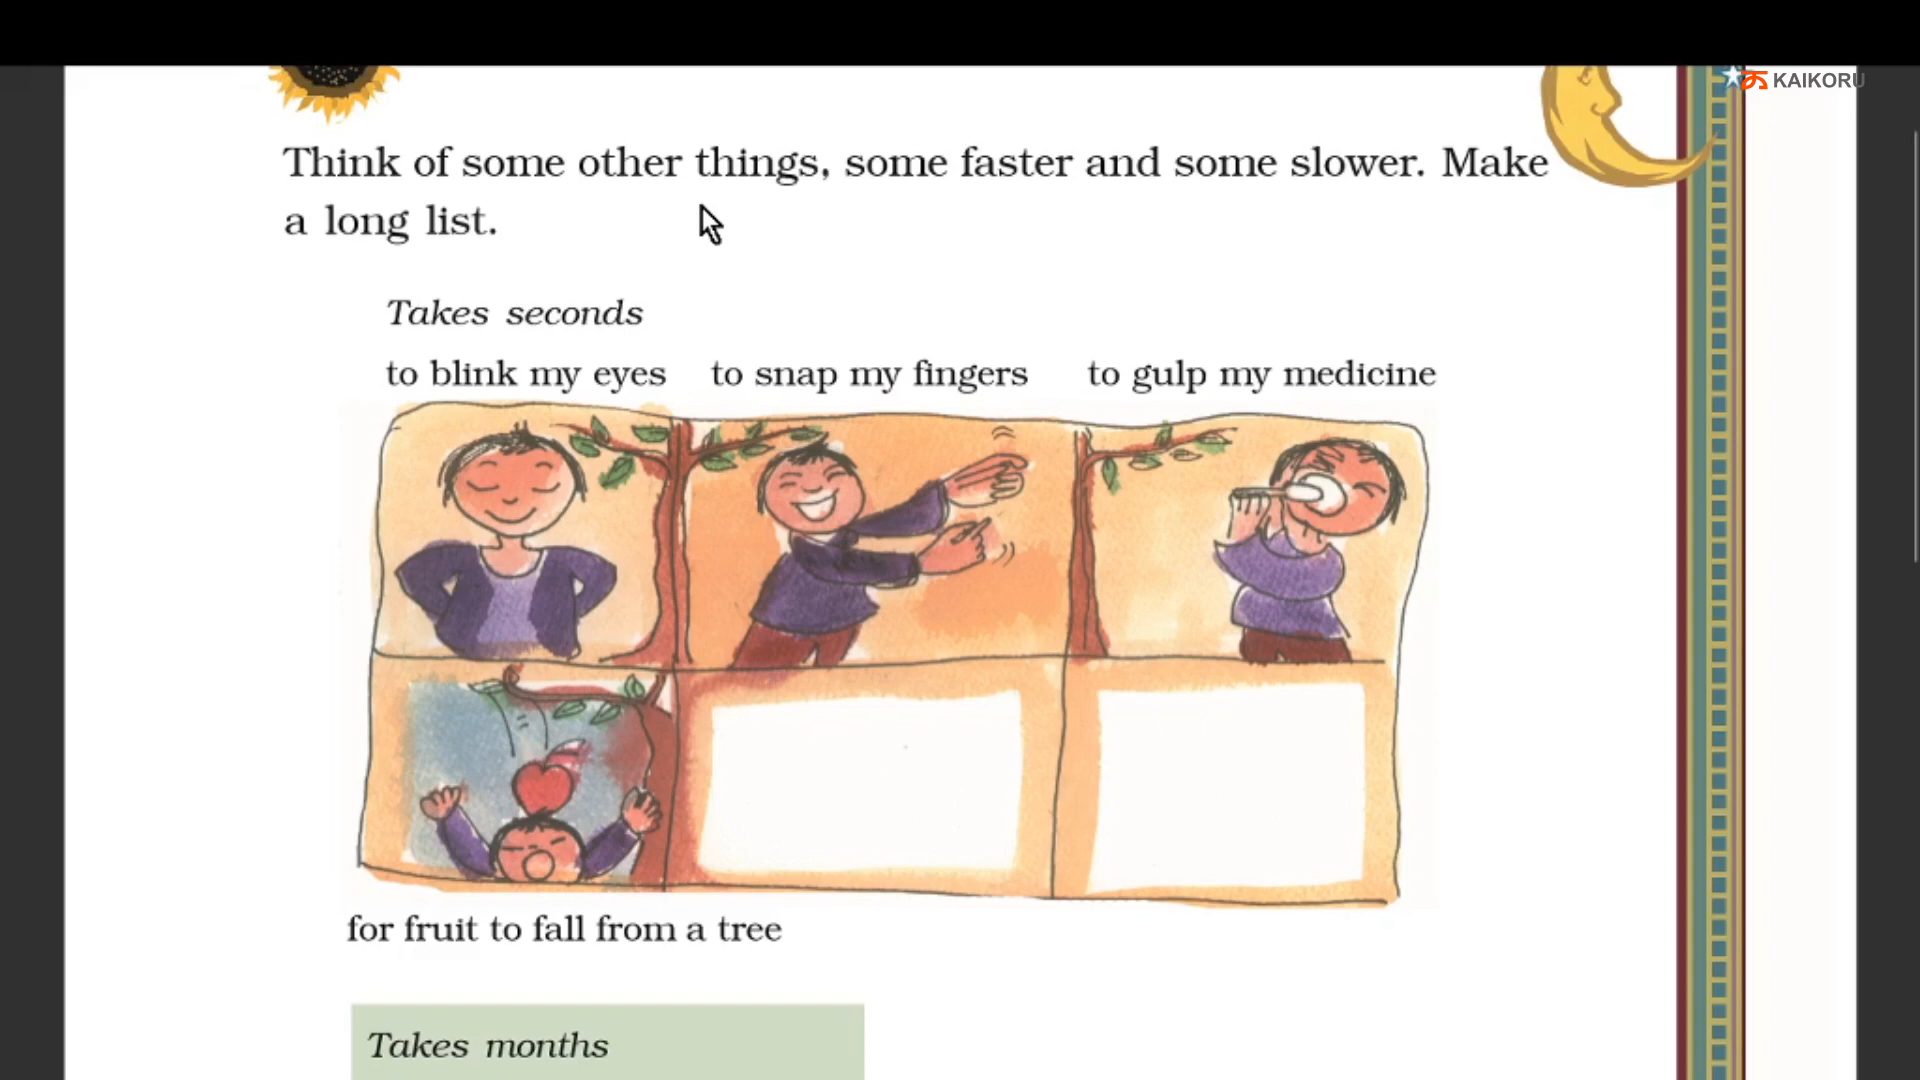 KAIKORU
Think of some other things, some faster and some slower. Make
a long list.
Takes seconds
to blink my eyes to snap my fingers to gulp my medicine
for fruit to fall from a tree
Takes months